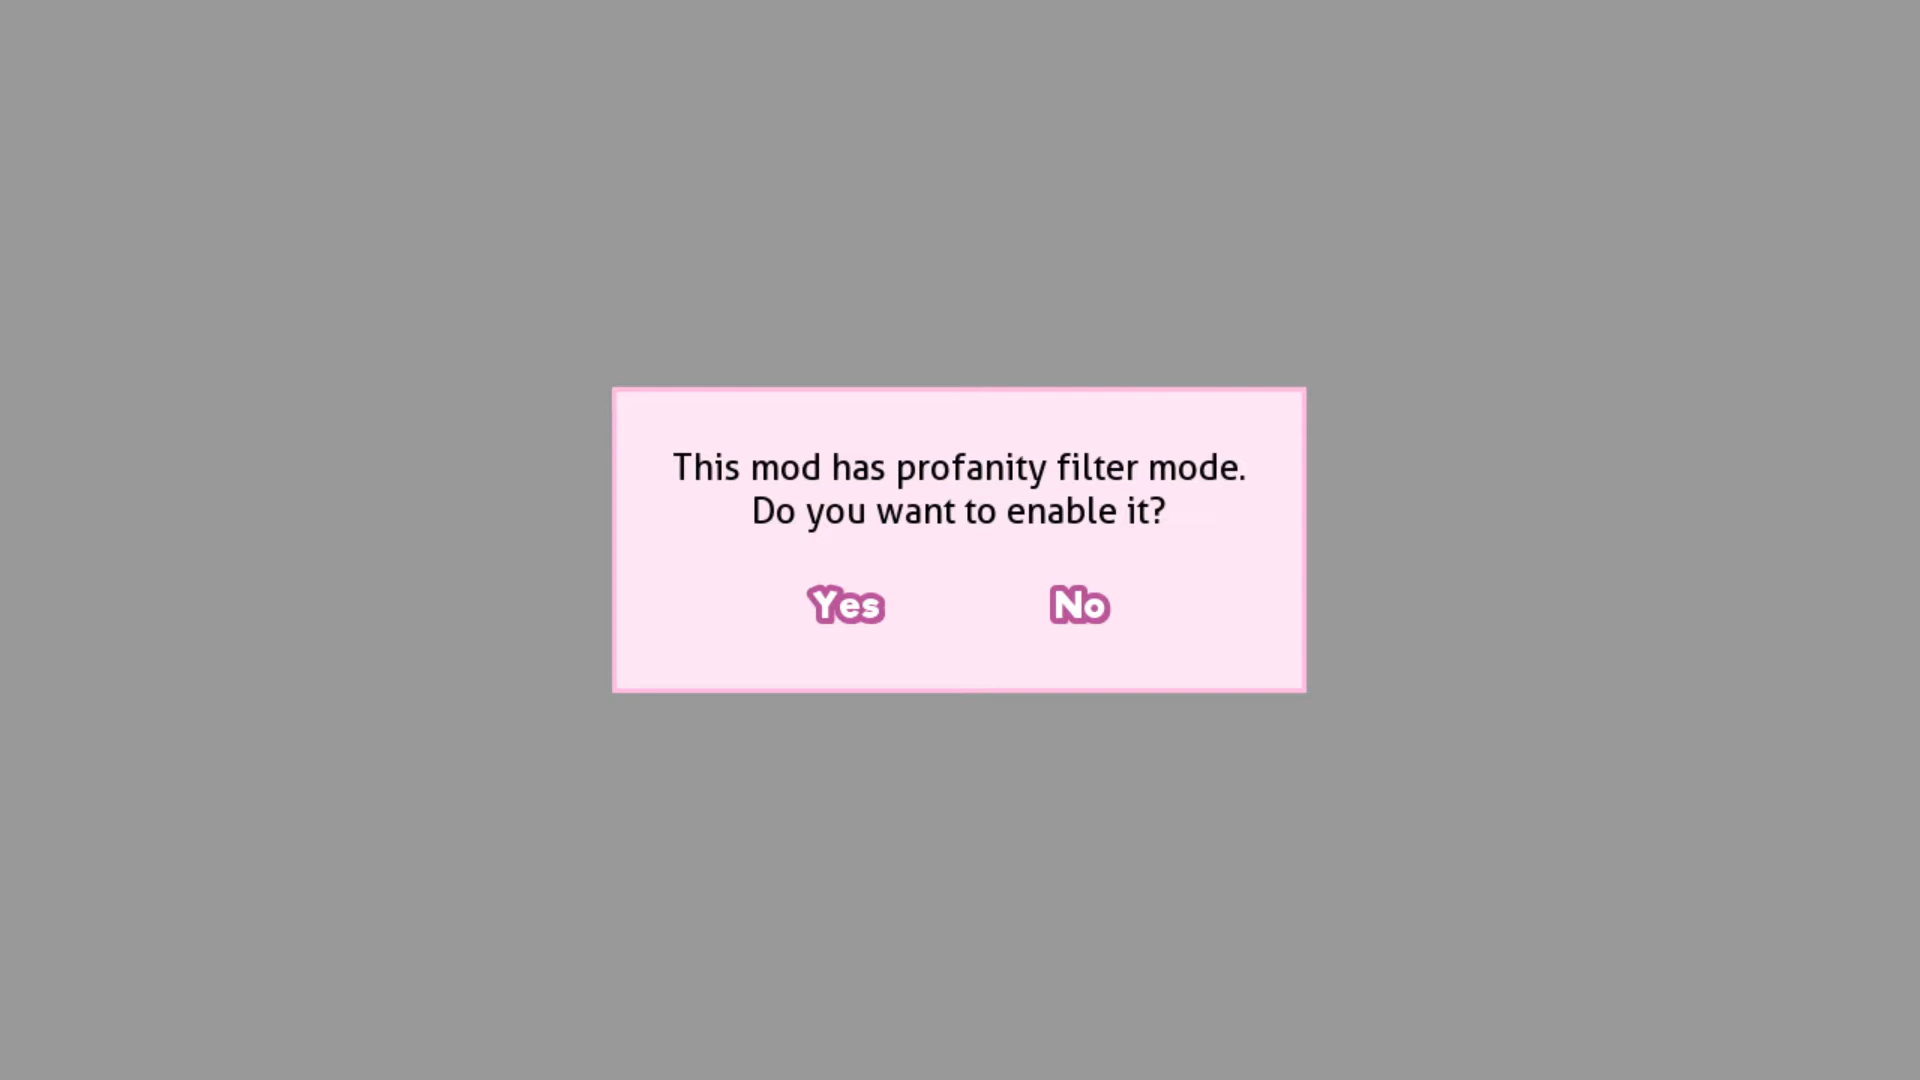 This mod has profanity filter mode.
Do you want to enable it?
Yes No